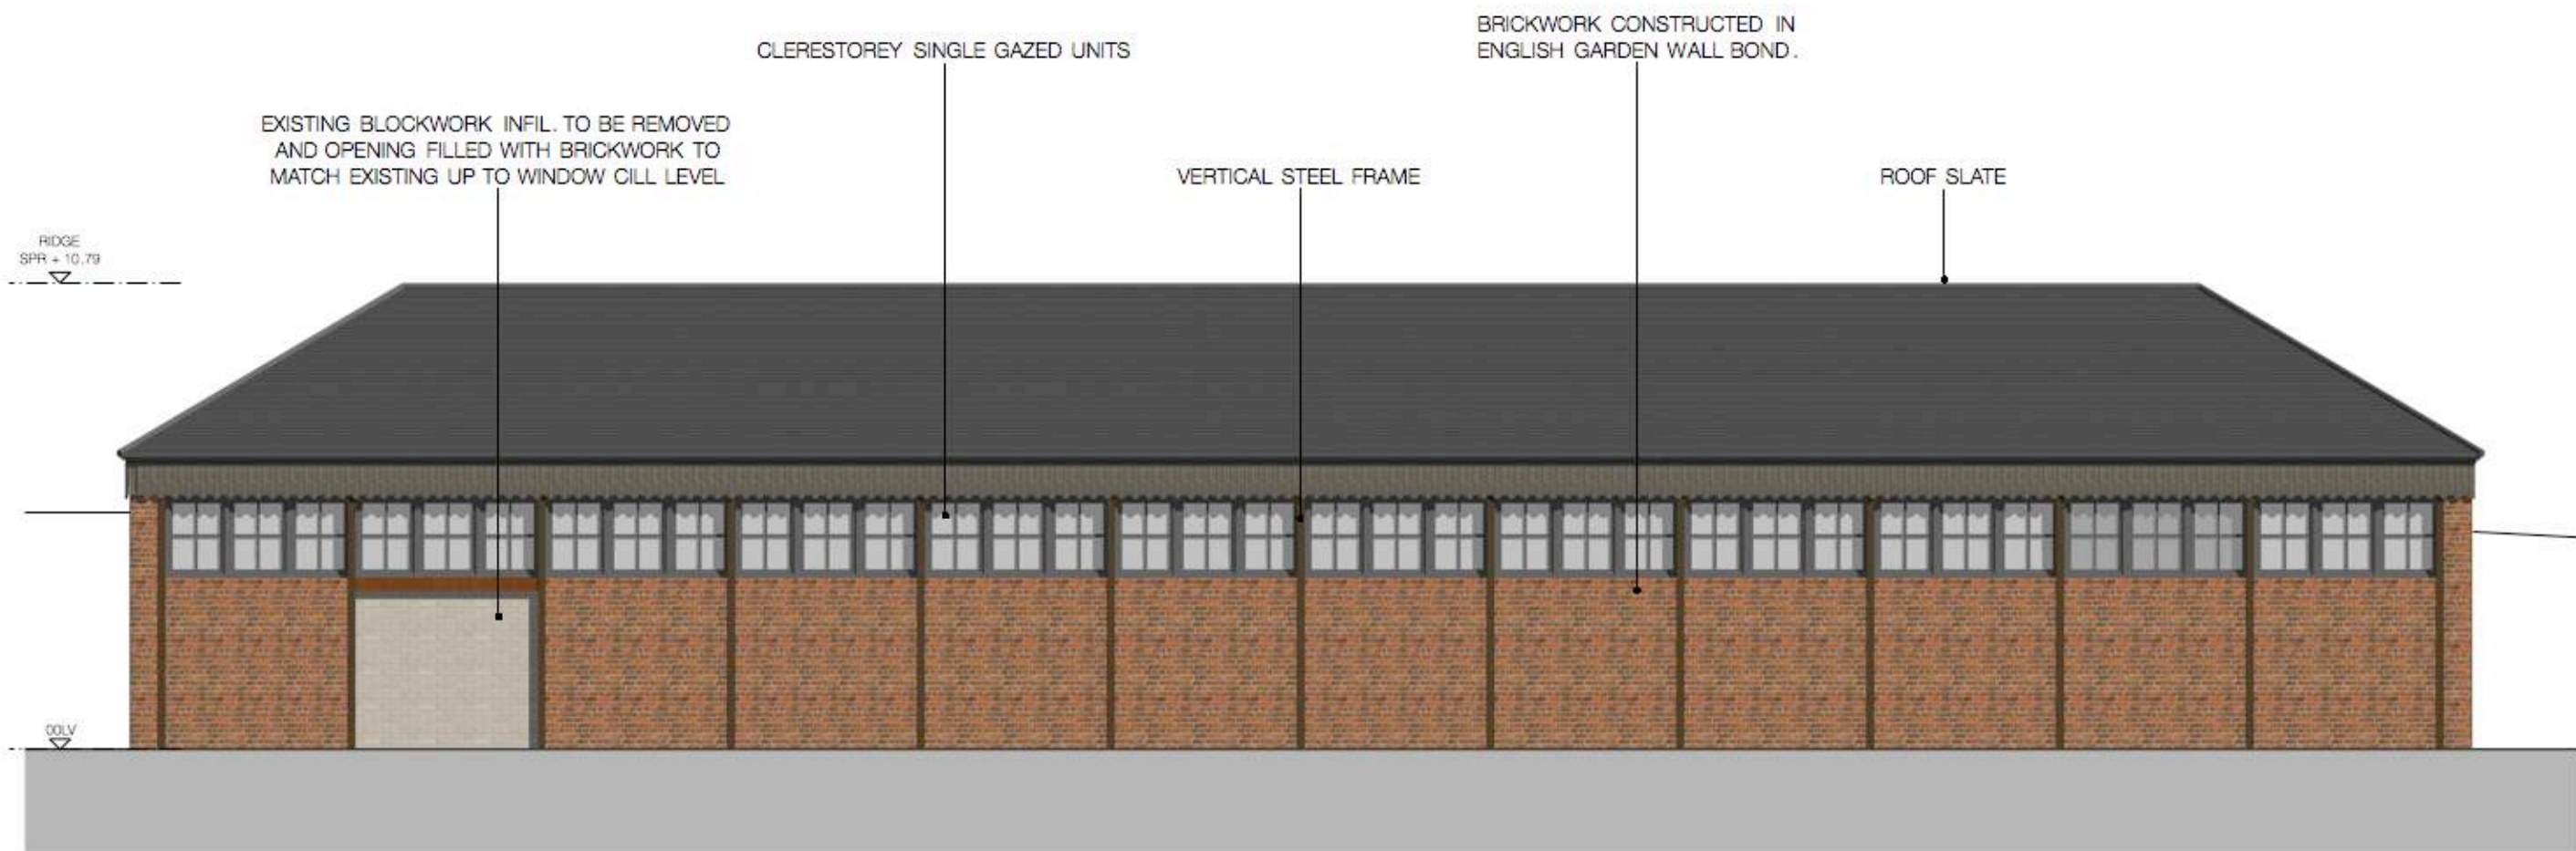 BRICKWORK CONSTRUCTED IN
ENGLISH GARDEN WALL BOND.
CLERESTOREY SINGLE GAZED UNITS
EXISTING BLOCKWORK INFIL. TO BE REMOVED
AND OPENING FILLED WITH BRICKWORK TO
MATCH EXISTING UP TO WINDOW CILL LEVEL
VERTICAL STEEL FRAME
ROOF SLATE
RIDGE
SPR + 10.79
00LV